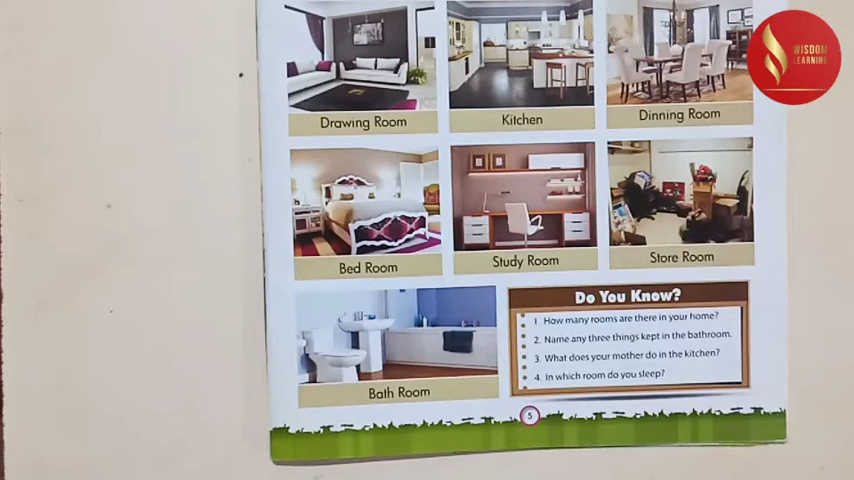 WISDOM
LEARNING
Drawing Room
Kitchen
Dinning Room
Bed Room
Study Room
Store Room
Bath Room
Do You Know?
1 How many rooms are there in your home?
2. Name any three things kept in the bathroom.
3. What does your mother do in the kitchen?
4. In which room do you sleep?
5